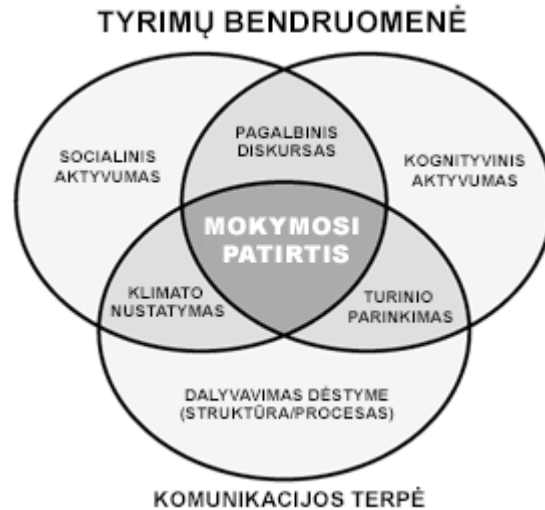 TYRIMŲ BENDRUOMENĖ
PAGALBINIS
DISKURSAS
SOCIALINIS
AKTYVUMAS
KOGNITYVINIS
AKTYVUMAS
MOKYMOSI
PATIRTIS
KLIMATO
NUSTATYMAS
TURINIO
PARINKIMAS
DALYVAVIMAS DĖSTYME
(STRUKTŪRA/PROCESAS)
KOMUNIKACIJOS TERPĖ